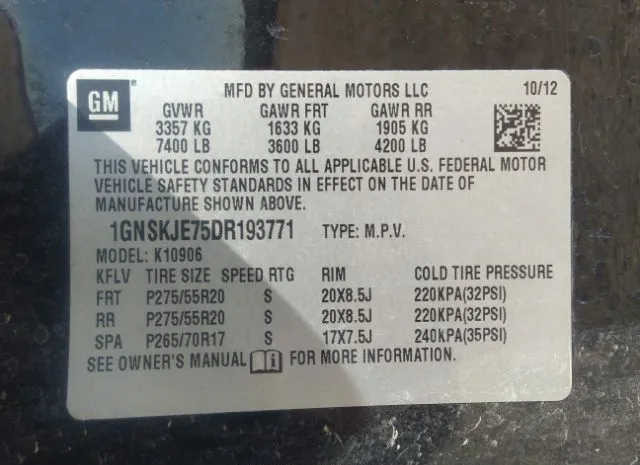 GM ®
MFD BY GENERAL MOTORS LLC 10/12
GVWR GAWR FRT GAWR RR
3357 KG 1633 KG 1905 KG
7400 LB 3600 LB 4200 LB
THIS VEHICLE CONFORMS TO ALL APPLICABLE U.S. FEDERAL MOTOR
VEHICLE SAFETY STANDARDS IN EFFECT ON THE DATE OF
MANUFACTURE SHOWN ABOVE.
1GNSKJE75DR193771 TYPE: M.P.V.
MODEL: K10906
KFLV TIRE SIZE SPEED RTG RIM COLD TIRE PRESSURE
FRT P275/55R20 S 20X8.5J 220KPA(32PSI)
RR P275/55R20 S 20X8.5J 220KPA(32PSI)
SPA P265/70R17 S 17X7.5J 240KPA(35PSI)
SEE OWNER'S MANUAL i FOR MORE INFORMATION.